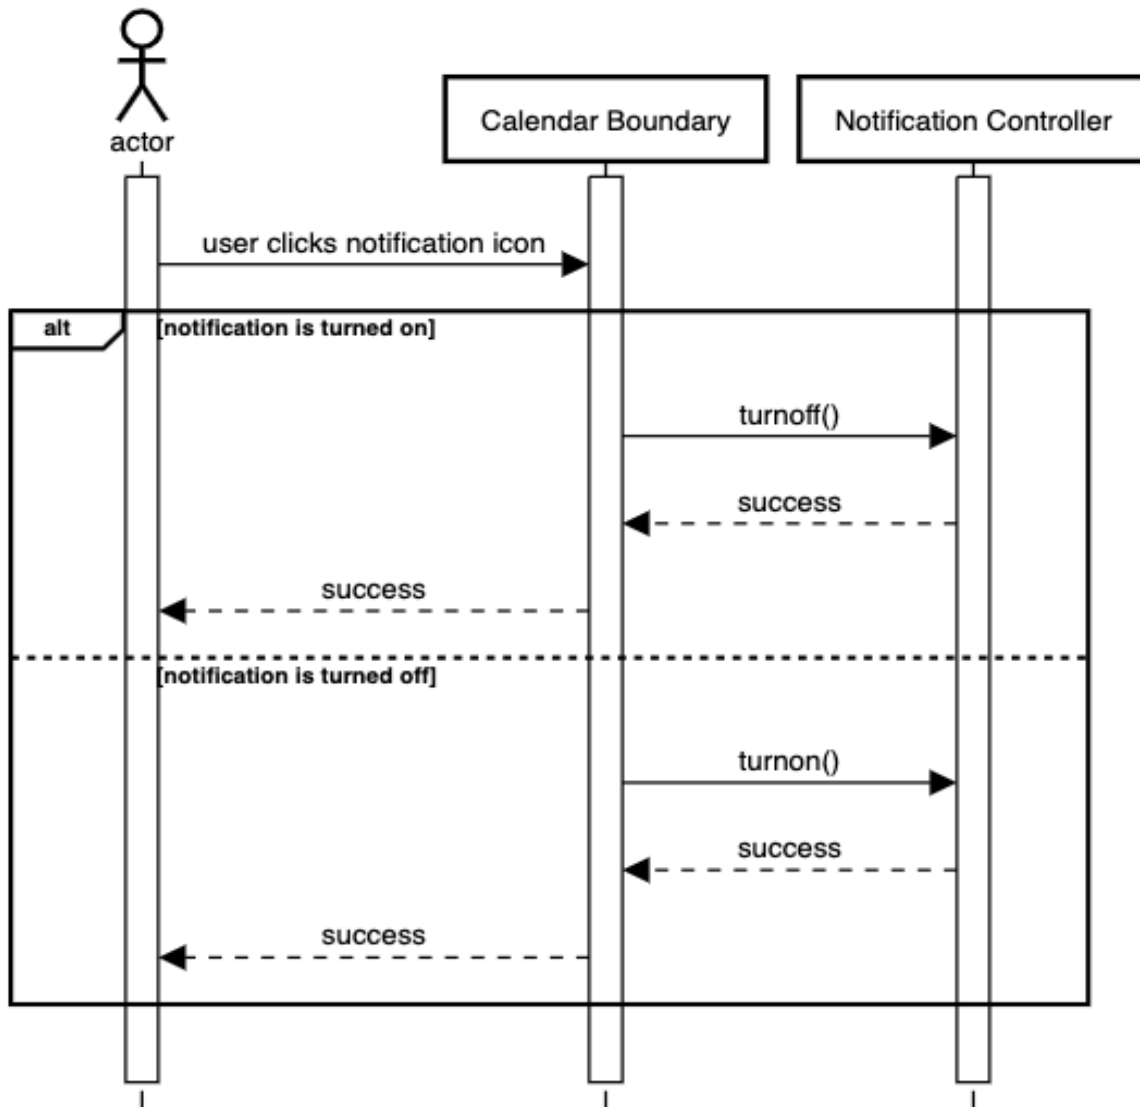 actor
Calendar Boundary
Notification Controller
user clicks notification icon
alt
[notification is turned on]
turnoff()
success
success
[notification is turned off]
turnon()
success
success